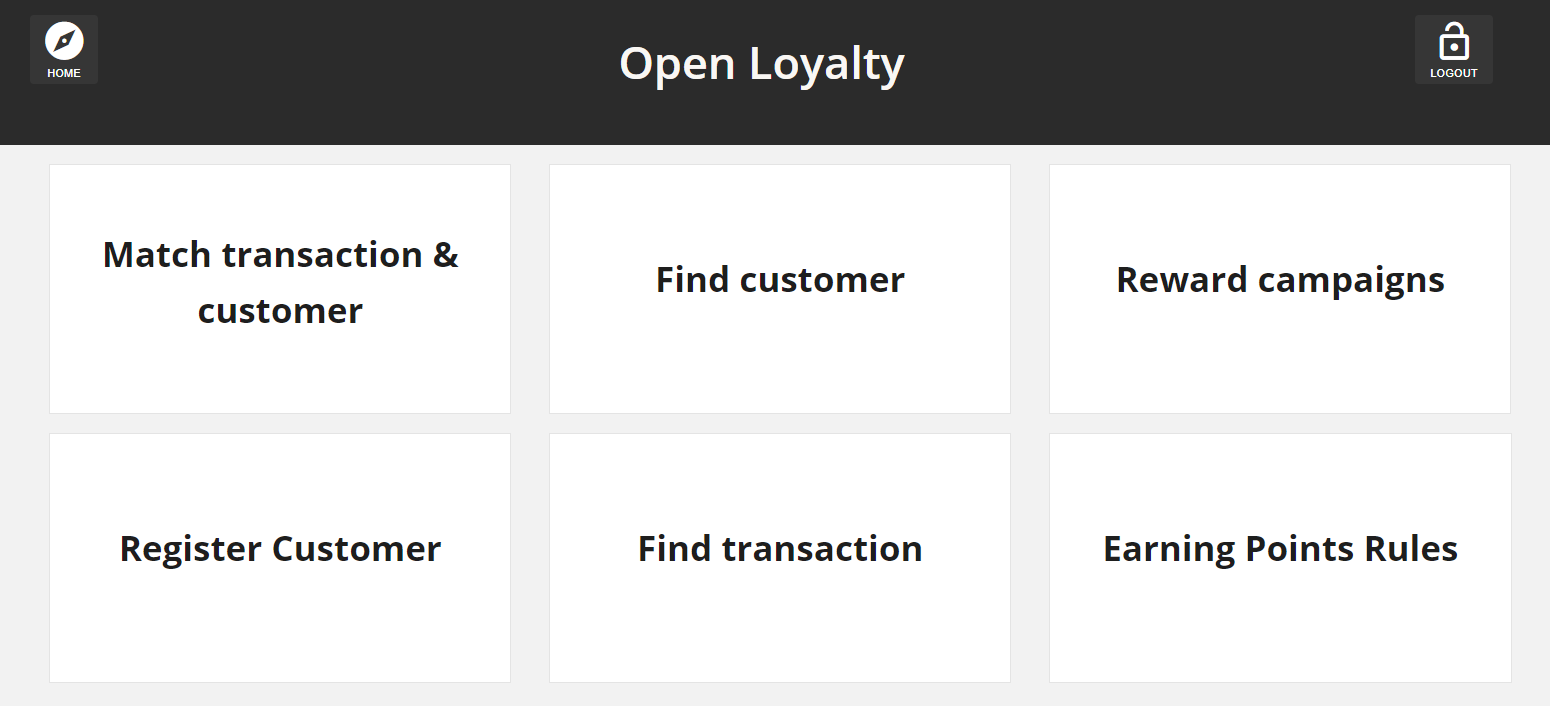 HOME
Open Loyalty
LOGOUT
Match transaction &
customer
Find customer
Reward campaigns
Register Customer
Find transaction
Earning Points Rules